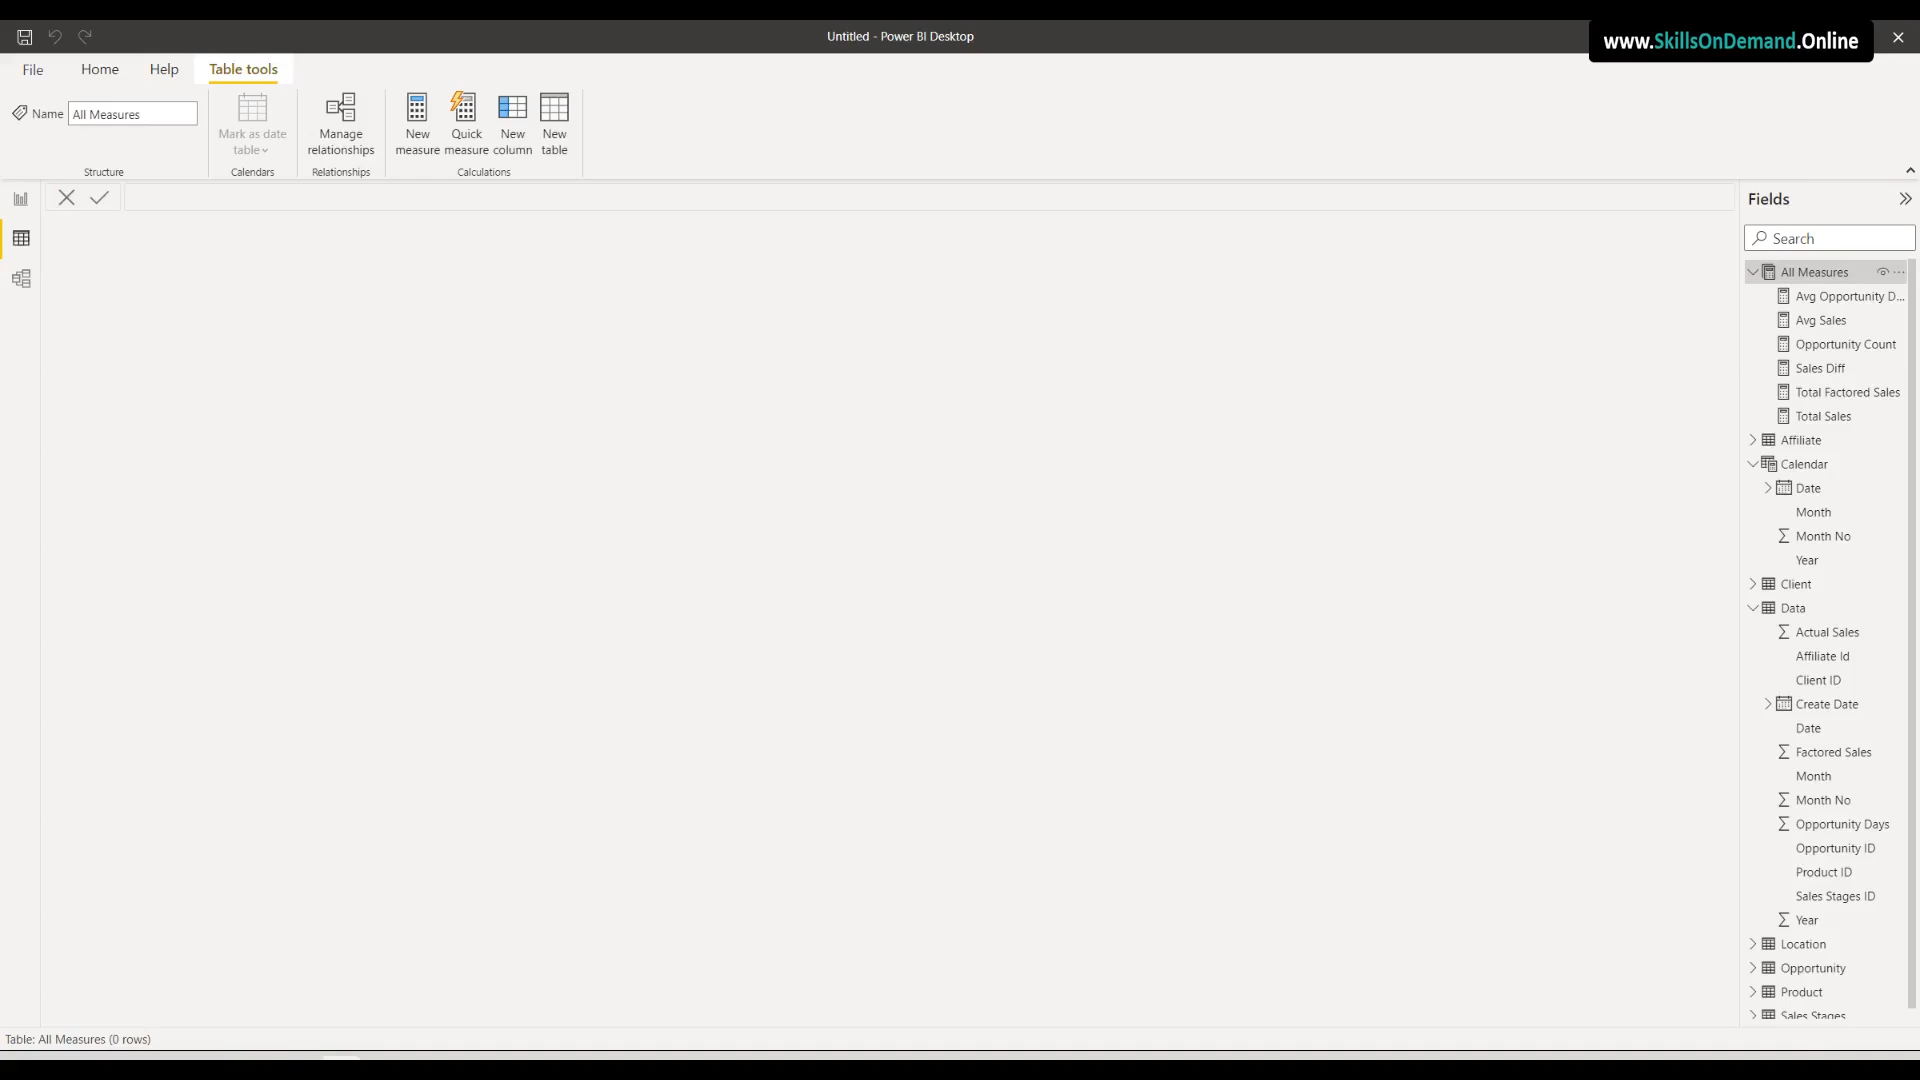 Untitled - Power BI Desktop
www.SkillsOnDemand.Online
File Home Help Table tools
Name All Measures
Mark as date table
Manage relationships
New measure
Quick measure
New column
New table
Structure Calendars Relationships Calculations
Fields
Search
All Measures
Avg Opportunity D...
Avg Sales
Opportunity Count
Sales Diff
Total Factored Sales
Total Sales
Affiliate
Calendar
Date
Month
Month No
Year
Client
Data
Actual Sales
Affiliate Id
Client ID
Create Date
Date
Factored Sales
Month
Month No
Opportunity Days
Opportunity ID
Product ID
Sales Stages ID
Year
Location
Opportunity
Product
Sales Stages
Table: All Measures (0 rows)